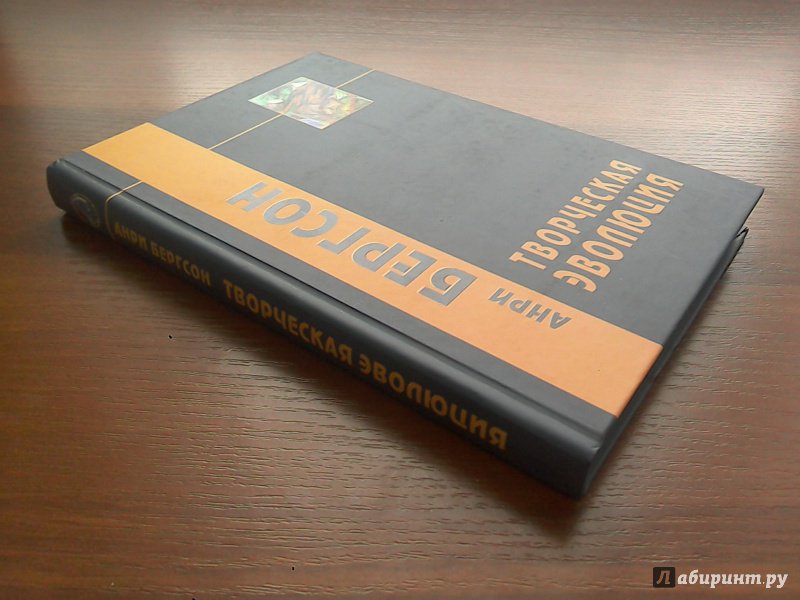 АНРИ
БЕРГСОН
ТВОРЧЕСКАЯ
ЭВОЛЮЦИЯ
АНРИ БЕРГСОН ТВОРЧЕСКАЯ ЭВОЛЮЦИЯ
Лабиринт.ру